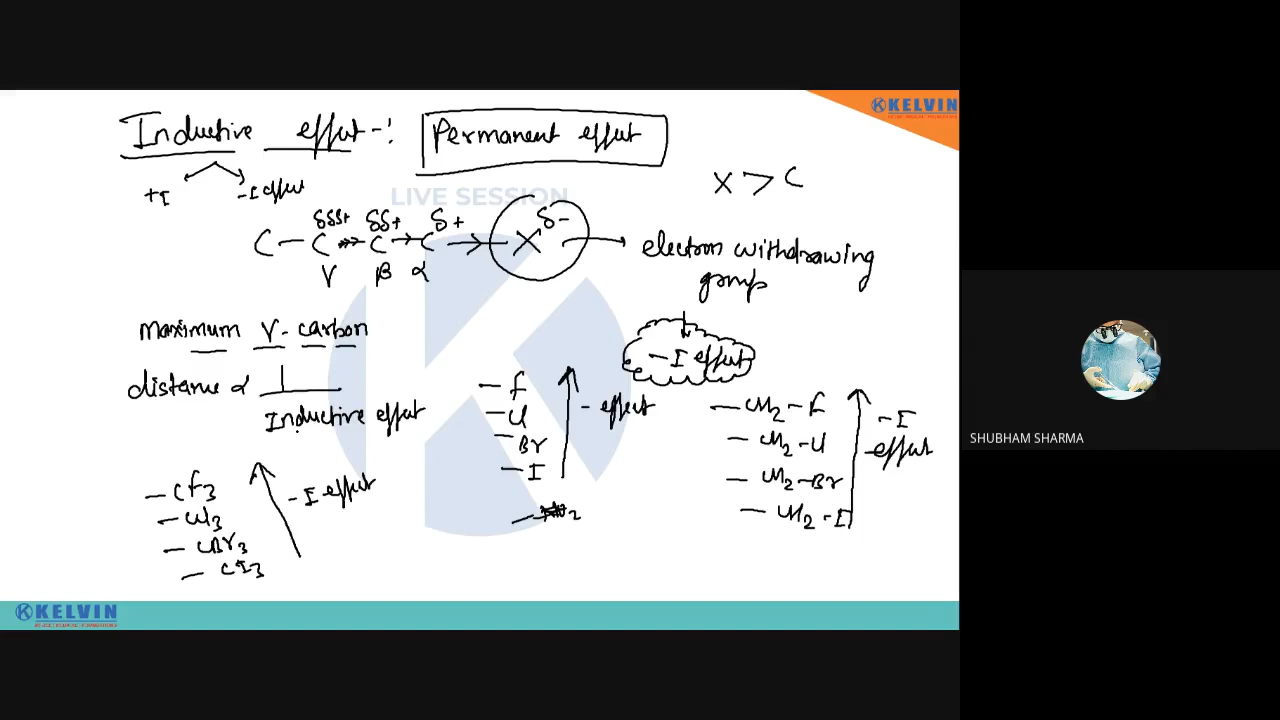 KELVIN
Inductive effect -:
Permanent effect
+I
-I effect
LIVE SESSION
X > C
δδδ+ δδ+ δ+ δ-
C - C C C X
γ β α
electron withdrawing
group
- I effect
maximum γ - carbon
distance ∝ 1
Inductive effect
- F
- Cl
- Br
- I
- effect
- CH2 - F
- CH2 - Cl
- CH2 - Br
- CH2 - I
- I
effect
- CF3
- CCl3
- CBr3
- CI3
- I effect
KELVIN
SHUBHAM SHARMA